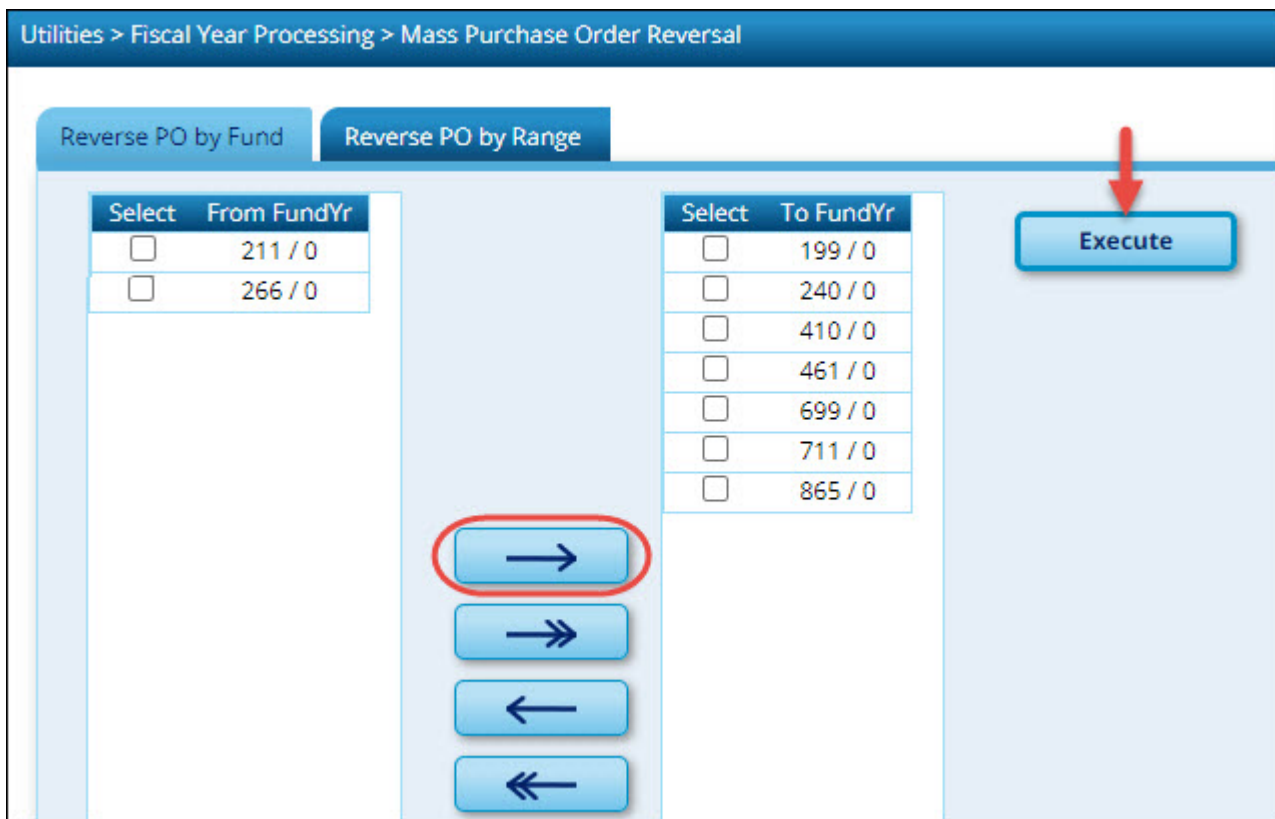 Utilities > Fiscal Year Processing > Mass Purchase Order Reversal
Reverse PO by Fund Reverse PO by Range
Select From FundYr
211 / 0
266 / 0
Select To FundYr
199 / 0
240 / 0
410 / 0
461 / 0
699 / 0
711 / 0
865 / 0
Execute